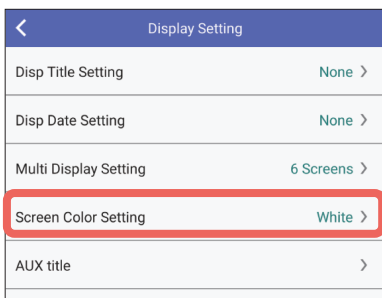 Display Setting
Disp Title Setting None
Disp Date Setting None
Multi Display Setting 6 Screens
Screen Color Setting White
AUX title